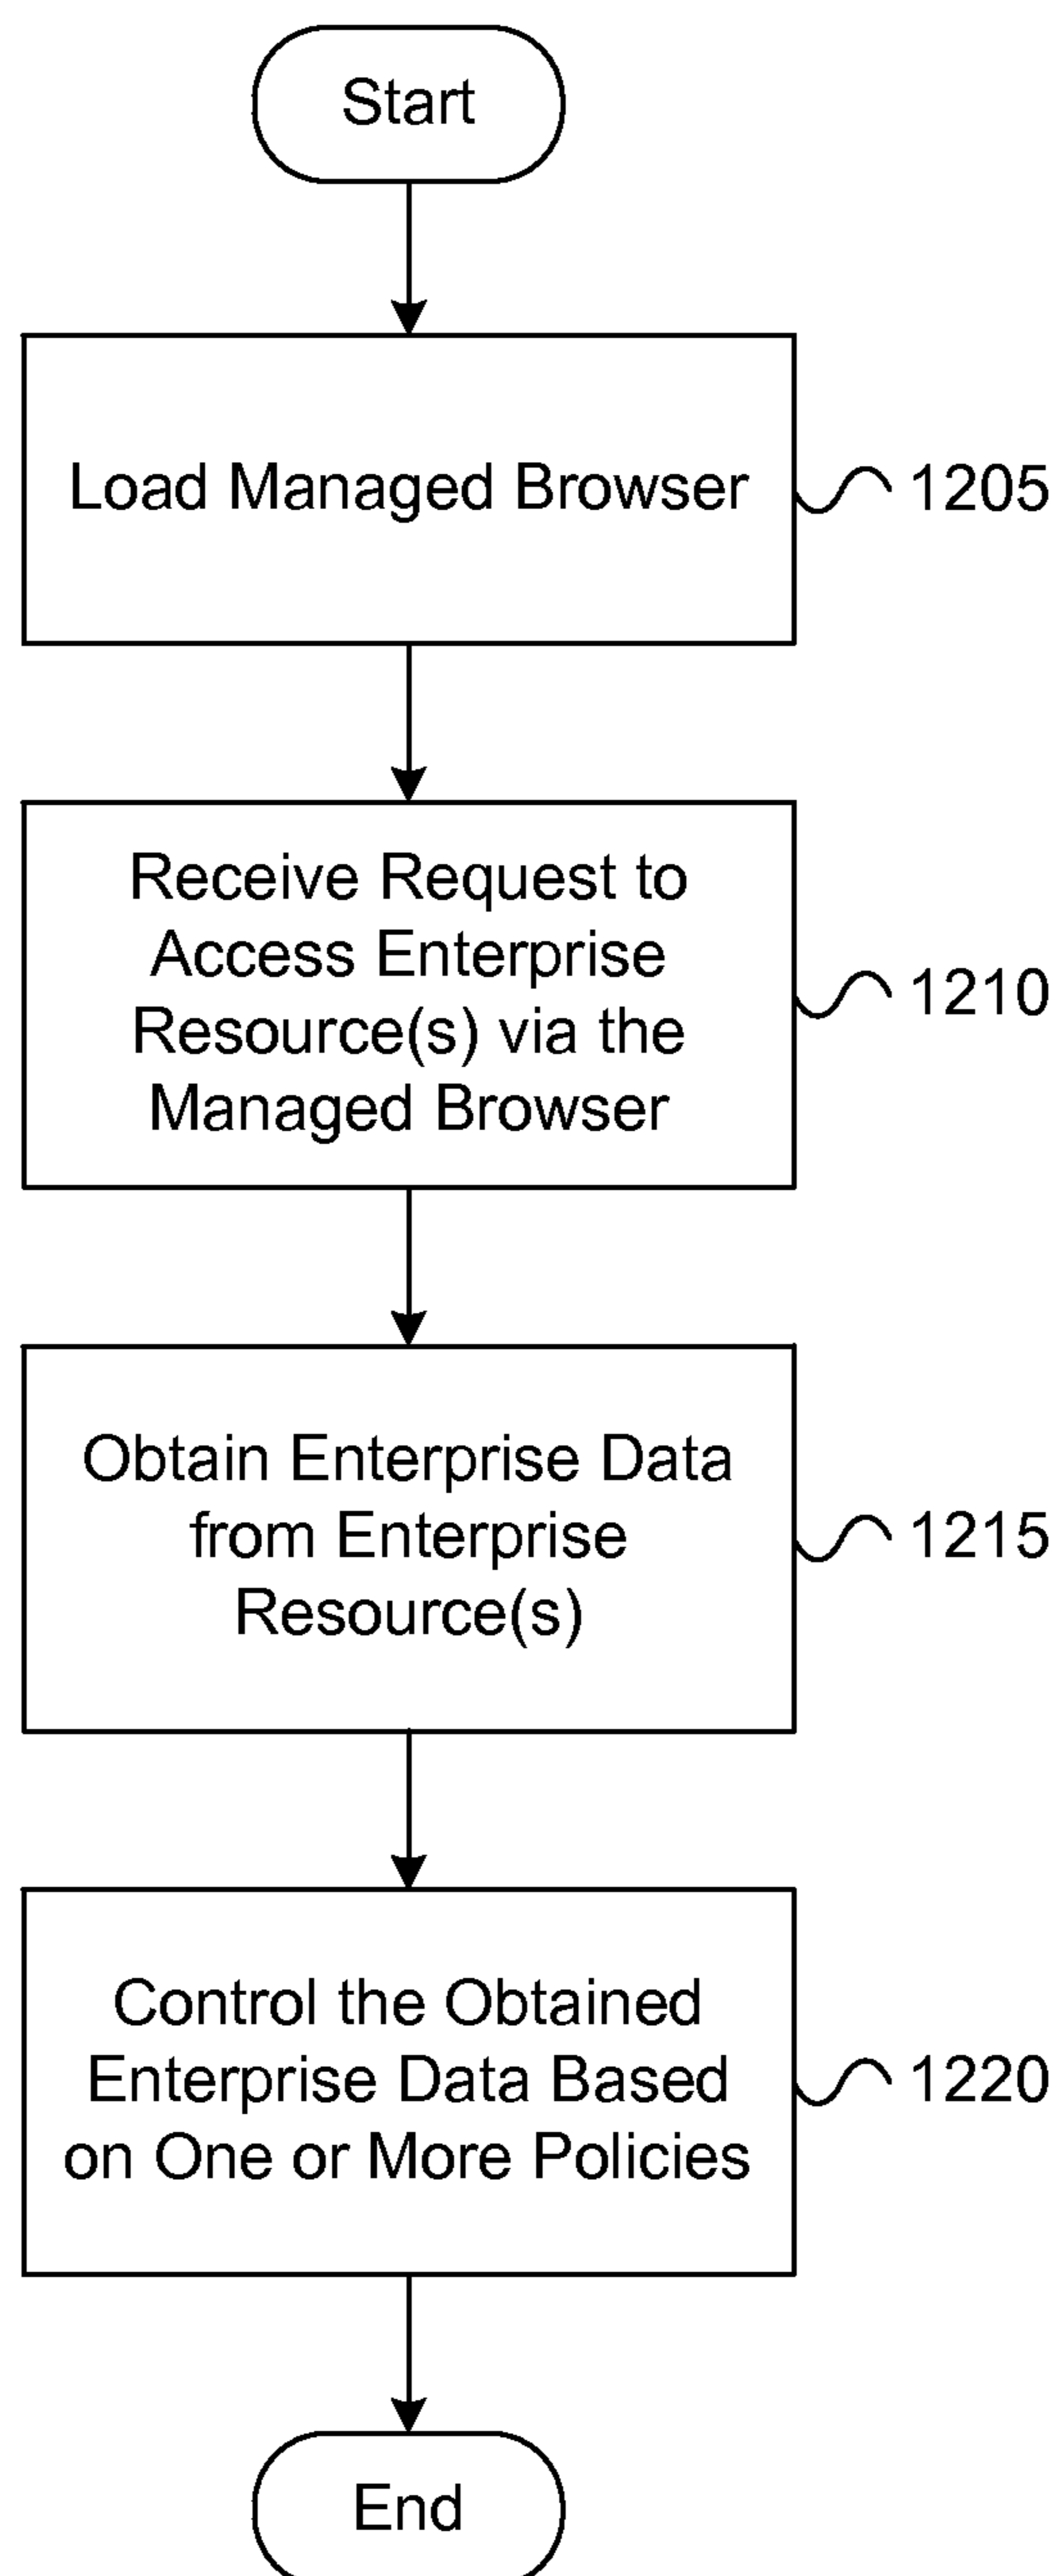 Start
Load Managed Browser
1205
Receive Request to
Access Enterprise
Resource(s) via the
Managed Browser
1210
Obtain Enterprise Data
from Enterprise
Resource(s)
1215
Control the Obtained
Enterprise Data Based
on One or More Policies
1220
End